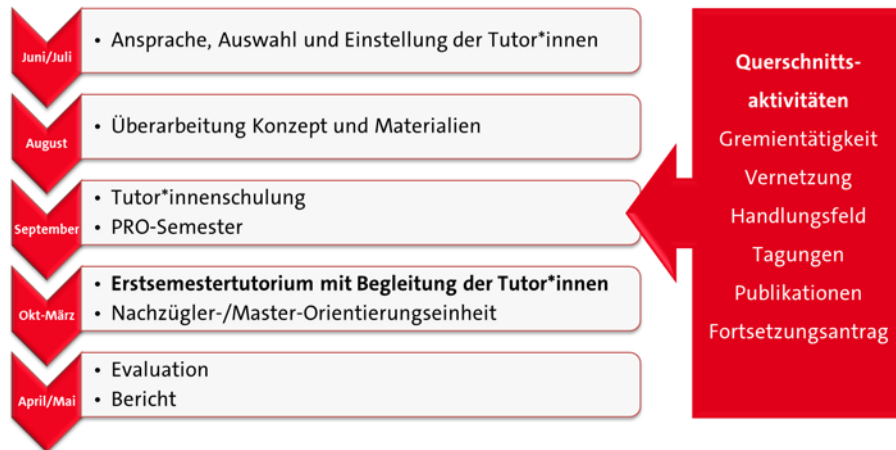 Juni/Juli
• Ansprache, Auswahl und Einstellung der Tutor*innen
August
• Überarbeitung Konzept und Materialien
September
• Tutor*innenschulung
• PRO-Semester
Okt-März
• Erstsemestertutorium mit Begleitung der Tutor*innen
• Nachzügler-/Master-Orientierungseinheit
April/Mai
• Evaluation
• Bericht
Querschnitts-
aktivitäten
Gremientätigkeit
Vernetzung
Handlungsfeld
Tagungen
Publikationen
Fortsetzungsantrag